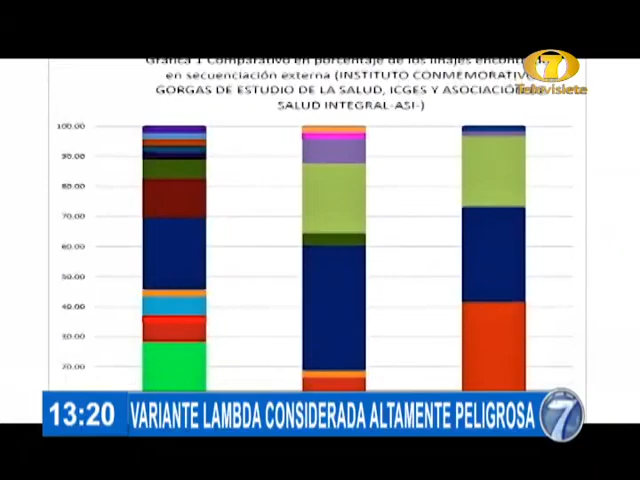 Gráfica 1 Comparativo en porcentaje de los linajes
en secuenciación externa (INSTITUTO CONMEMORATIVO
GORGAS DE ESTUDIO DE LA SALUD, ICGES Y ASOCIACIÓN
SALUD INTEGRAL-ASI-)
7
Televisiete
100.00
90.00
80.00
70.00
60.00
50.00
40.00
30.00
20.00
13:20 VARIANTE LAMBDA CONSIDERADA ALTAMENTE PELIGROSA 7